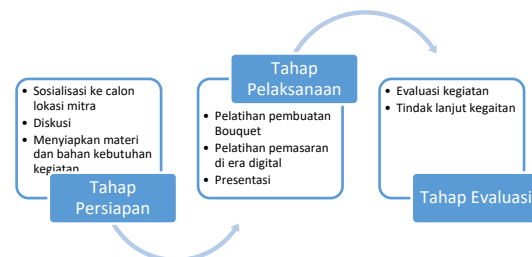 Sosialisasi ke calon
lokasi mitra
Diskusi
Menyiapkan materi
dan bahan kebutuhan
kegiatan
Tahap
Persiapan
Tahap
Pelaksanaan
Pelatihan pembuatan
Bouquet
Pelatihan pemasaran
di era digital
Presentasi
Evaluasi kegiatan
Tindak lanjut kegaitan
Tahap Evaluasi